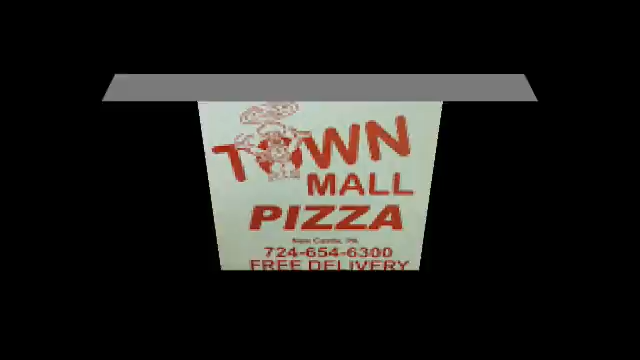 TOWN
MALL
PIZZA
New Castle, PA
724-654-6300
FREE DELIVERY